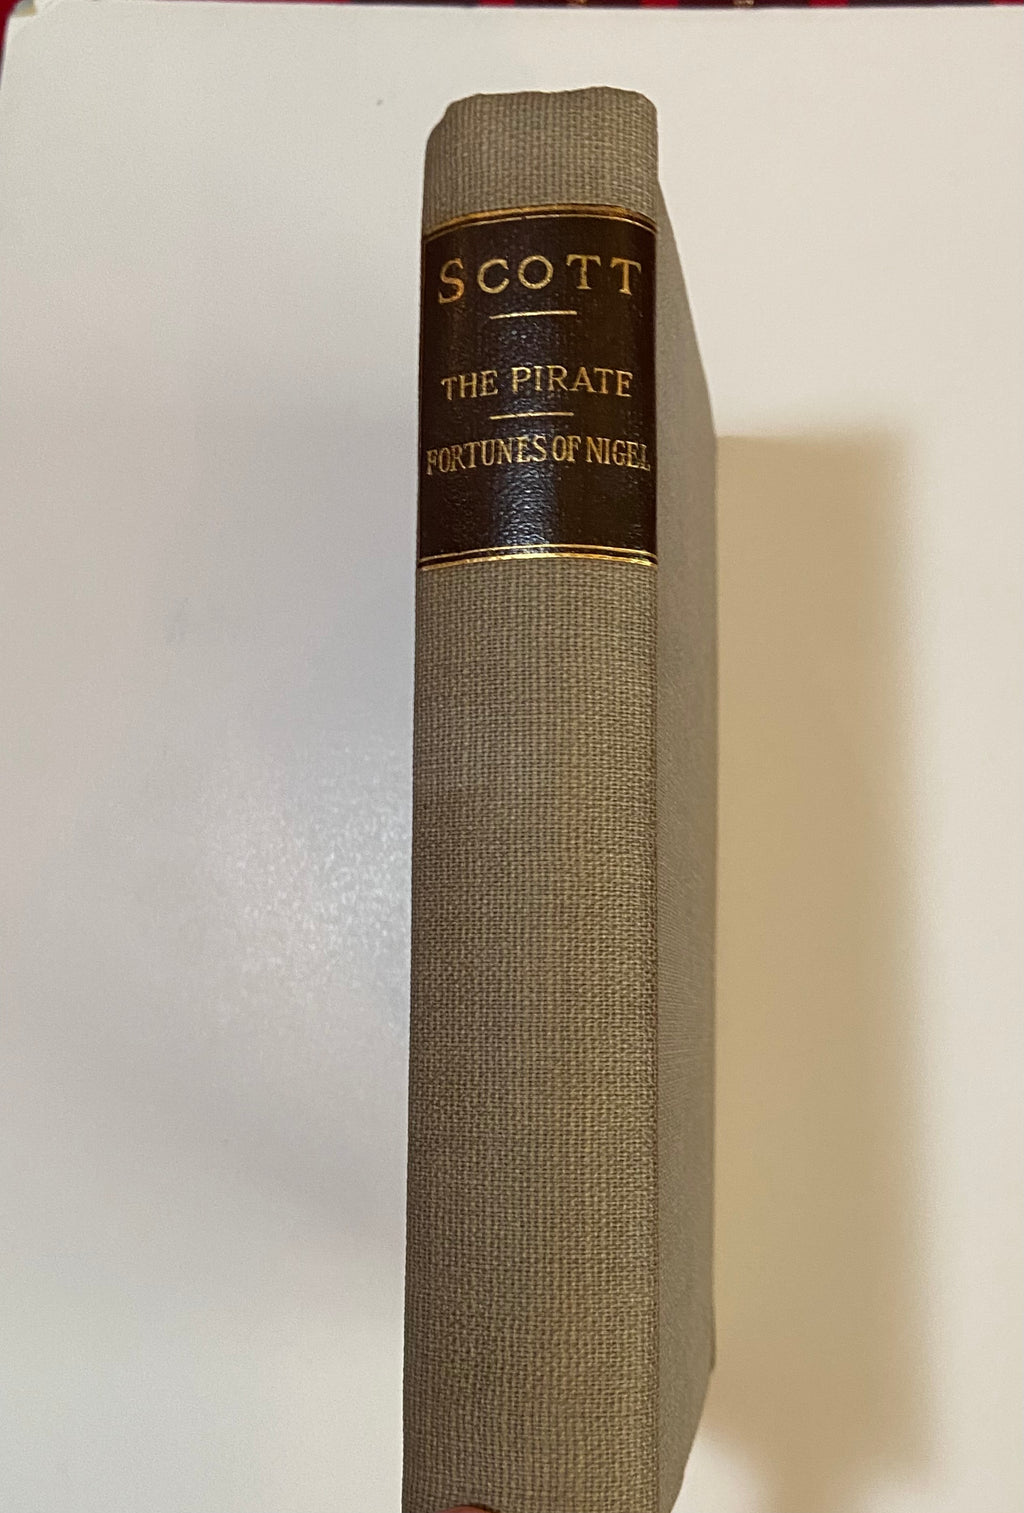 SCOTT
THE PIRATE
FORTUNES OF NIGEL